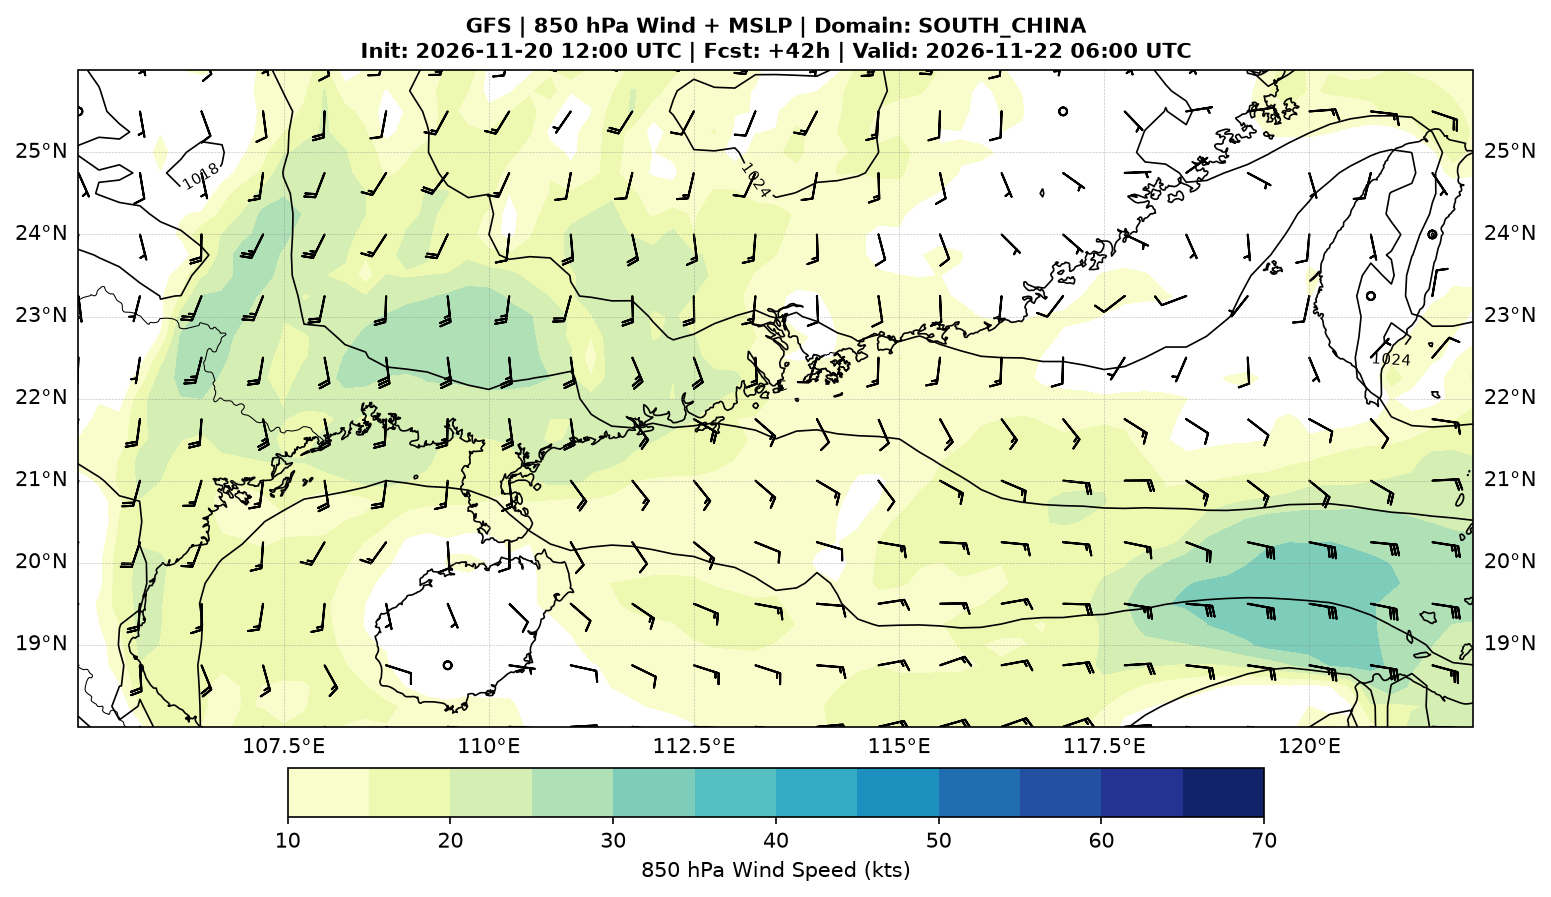 GFS | 850 hPa Wind + MSLP | Domain: SOUTH_CHINA
Init: 2026-11-20 12:00 UTC | Fcst: +42h | Valid: 2026-11-22 06:00 UTC
25°N 25°N
1018
1024
24°N 24°N
23°N 23°N
1024
22°N 22°N
21°N 21°N
20°N 20°N
19°N 19°N
107.5°E 110°E 112.5°E 115°E 117.5°E 120°E
10 20 30 40 50 60 70
850 hPa Wind Speed (kts)